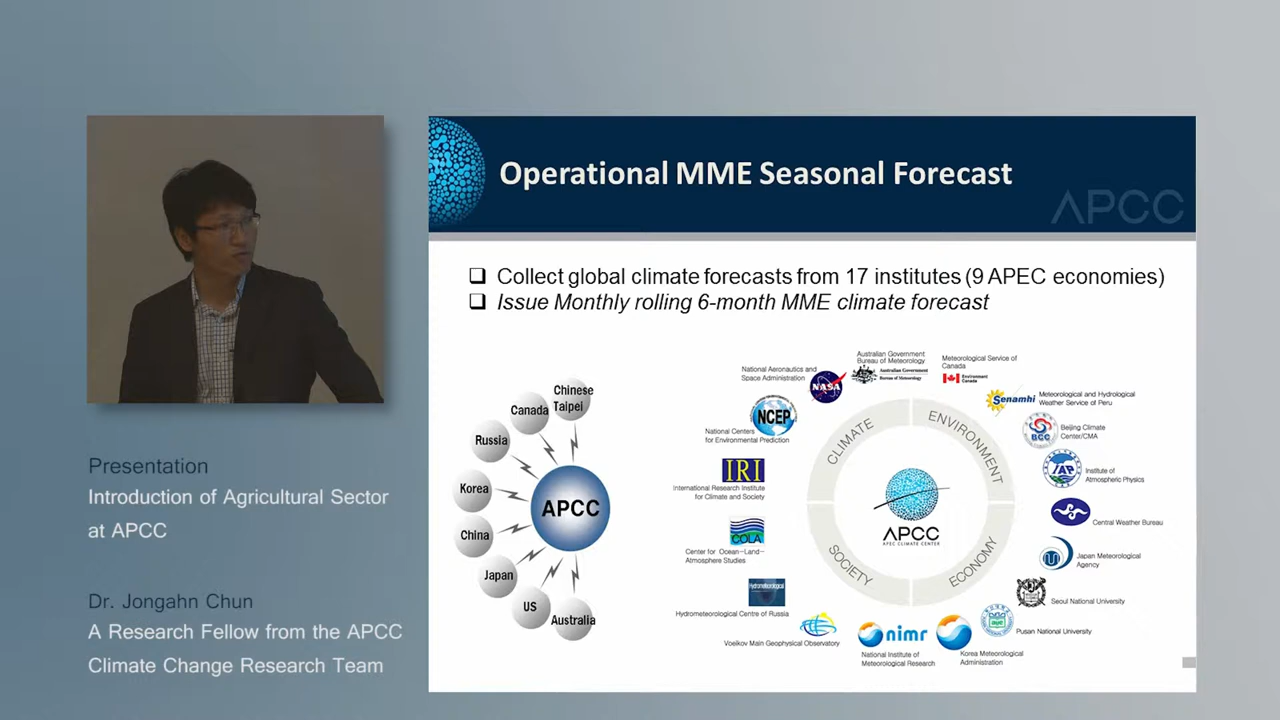 Operational MME Seasonal Forecast
APCC
Collect global climate forecasts from 17 institutes (9 APEC economies)
Issue Monthly rolling 6-month MME climate forecast
Chinese
Taipei
Canada
Russia
Korea
China
Japan
US
Australia
APCC
National Aeronautics and
Space Administration
NASA
Australian Government
Bureau of Meteorology
Australian Government
Bureau of Meteorology
Meteorological Service of
Canada
Environment
Canada
Senamhi
Meteorological and Hydrological
Weather Service of Peru
BCC
Beijing Climate
Center/CMA
IAP
Institute of
Atmospheric Physics
Central Weather Bureau
Japan Meteorological
Agency
Seoul National University
Pusan National University
Korea Meteorological
Administration
nimr
National Institute of
Meteorological Research
Voeikov Main Geophysical Observatory
Hydrometeorological
Hydrometeorological Centre of Russia
COLA
Center for Ocean-Land-
Atmosphere Studies
IRI
International Research Institute
for Climate and Society
NCEP
National Centers
for Environmental Prediction
CLIMATE
ENVIRONMENT
SOCIETY
ECONOMY
APCC
APEC CLIMATE CENTER
Presentation
Introduction of Agricultural Sector
at APCC
Dr. Jongahn Chun
A Research Fellow from the APCC
Climate Change Research Team